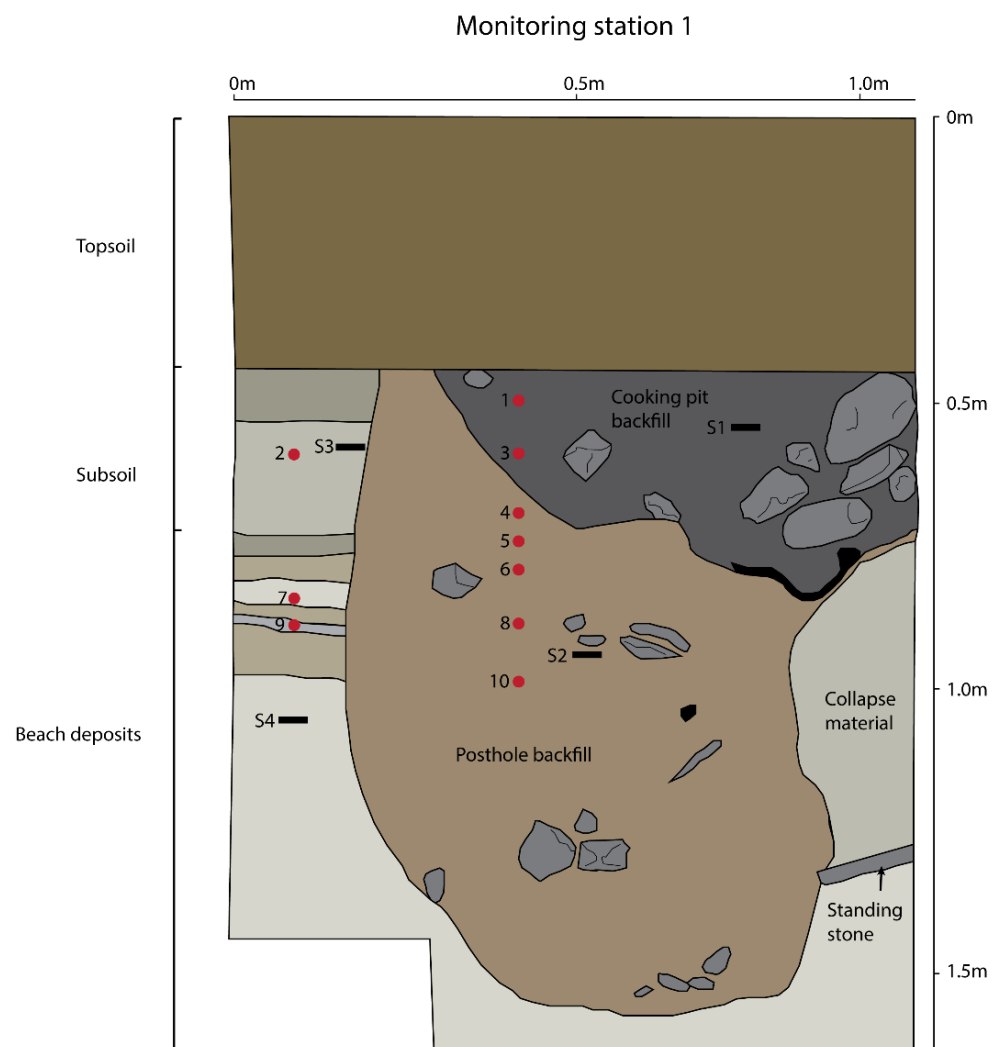 Monitoring station 1
0m 0.5m 1.0m
0m
Topsoil
0.5m
1
Cooking pit
backfill
S1
S3
2
3
Subsoil
4
5
6
7
8
9
S2
10
1.0m
Collapse
material
S4
Beach deposits
Posthole backfill
Standing
stone
1.5m